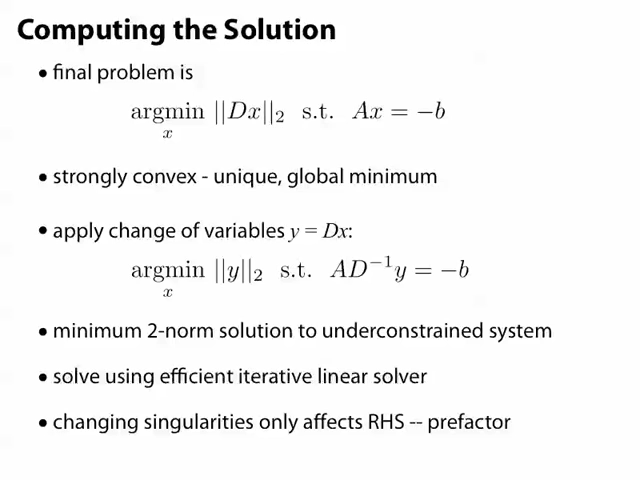 Computing the Solution
• final problem is
argmin ||Dx||₂ s.t. Ax = −b
x
• strongly convex - unique, global minimum
• apply change of variables y = Dx:
argmin ||y||₂ s.t. AD⁻¹y = −b
x
• minimum 2-norm solution to underconstrained system
• solve using efficient iterative linear solver
• changing singularities only affects RHS -- prefactor